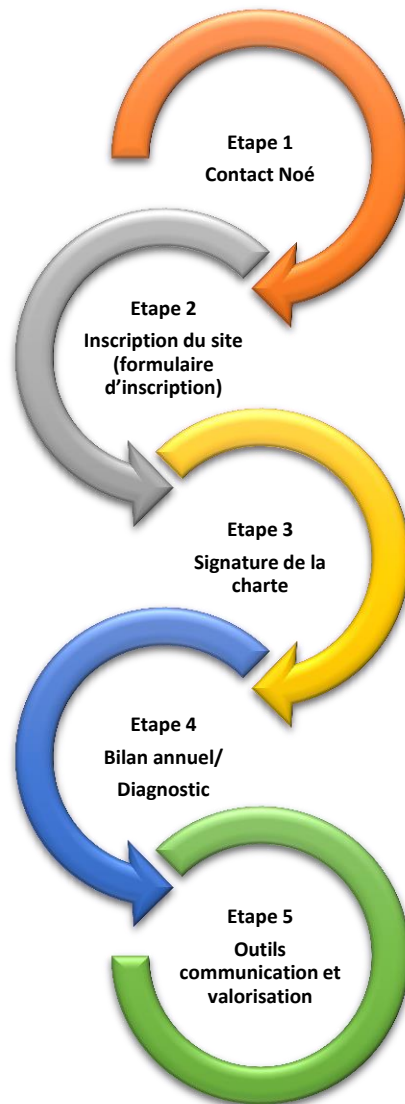 Etape 1
Contact Noé
Etape 2
Inscription du site
(formulaire
d’inscription)
Etape 3
Signature de la
charte
Etape 4
Bilan annuel/
Diagnostic
Etape 5
Outils
communication et
valorisation